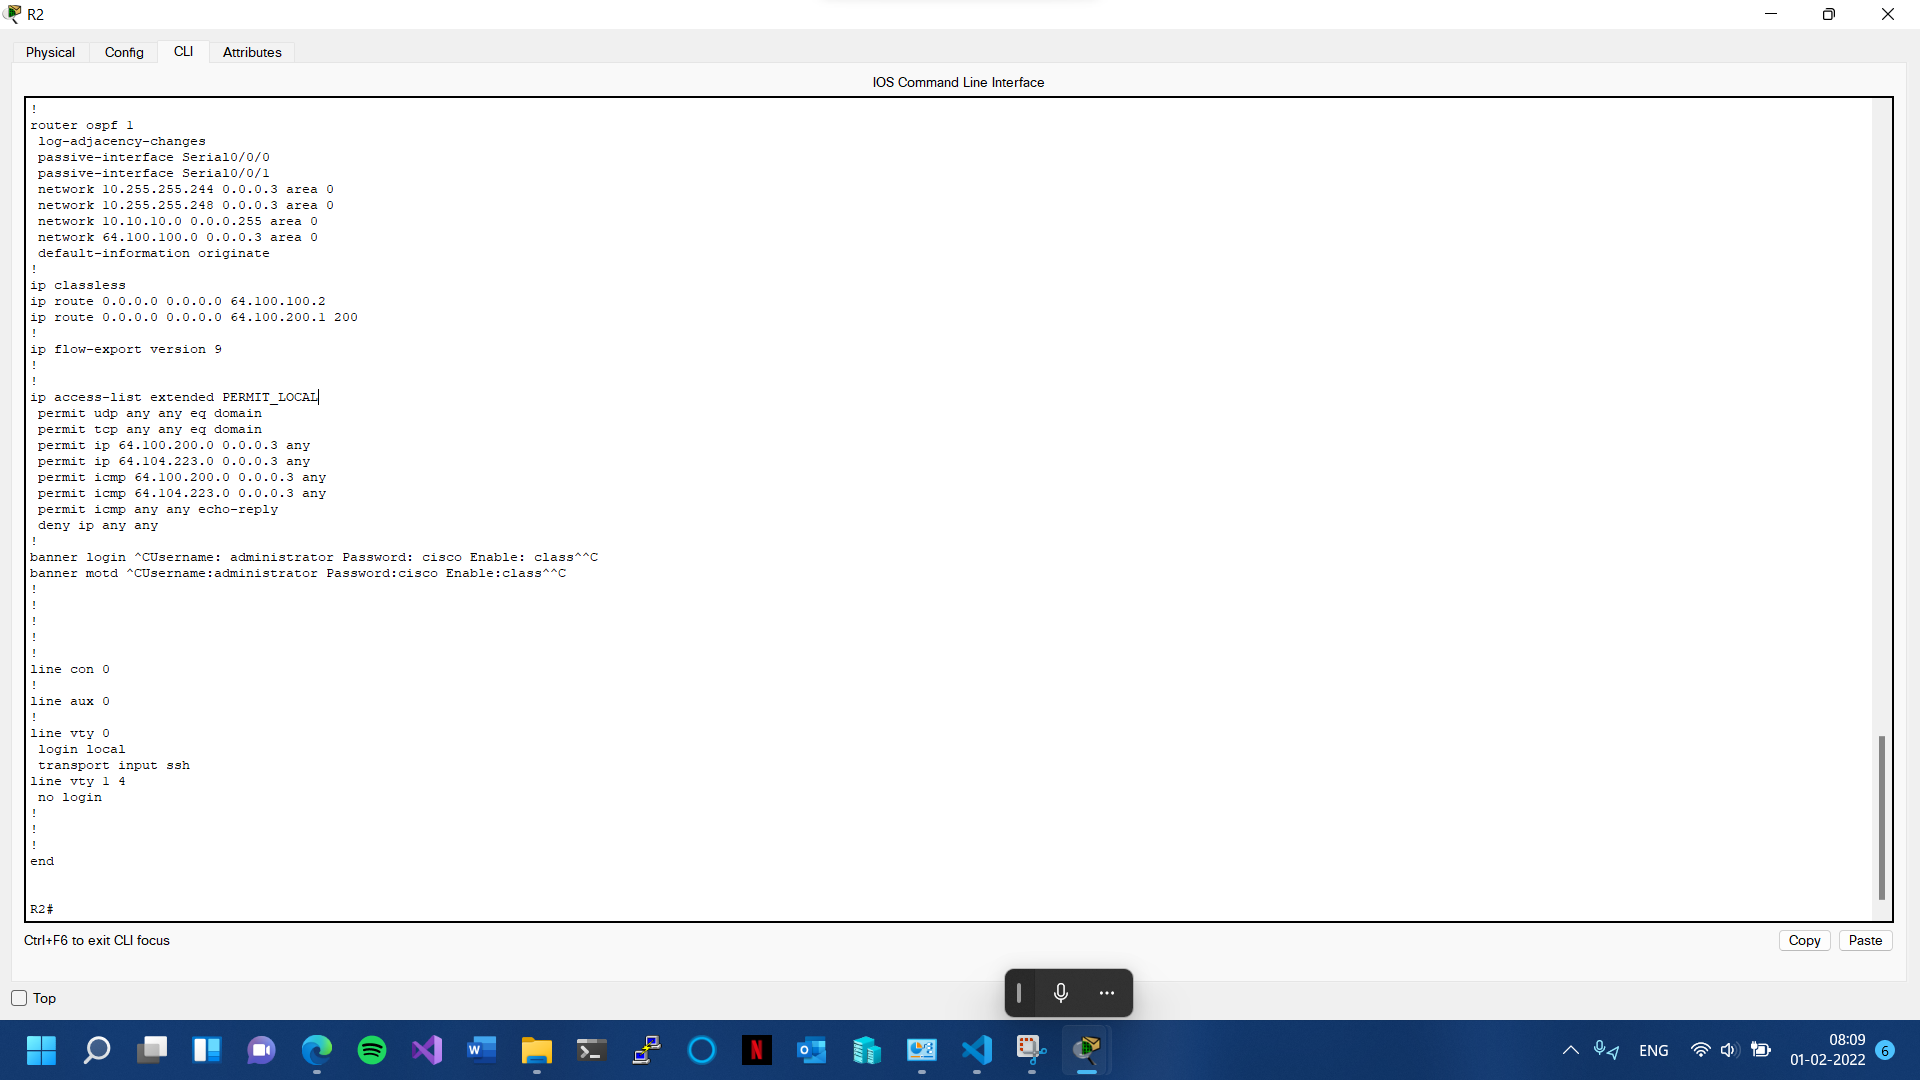 R2
Physical Config CLI Attributes
IOS Command Line Interface
!
router ospf 1
log-adjacency-changes
passive-interface Serial0/0/0
passive-interface Serial0/0/1
network 10.255.255.244 0.0.0.3 area 0
network 10.255.255.248 0.0.0.3 area 0
network 10.10.10.0 0.0.0.255 area 0
network 64.100.100.0 0.0.0.3 area 0
default-information originate
!
ip classless
ip route 0.0.0.0 0.0.0.0 64.100.100.2
ip route 0.0.0.0 0.0.0.0 64.100.200.1 200
!
ip flow-export version 9
!
!
ip access-list extended PERMIT_LOCAL
permit udp any any eq domain
permit tcp any any eq domain
permit ip 64.100.200.0 0.0.0.3 any
permit ip 64.104.223.0 0.0.0.3 any
permit icmp 64.100.200.0 0.0.0.3 any
permit icmp 64.104.223.0 0.0.0.3 any
permit icmp any any echo-reply
deny ip any any
!
banner login ^CUsername: administrator Password: cisco Enable: class^^C
banner motd ^CUsername:administrator Password:cisco Enable:class^^C
!
!
!
!
!
line con 0
!
line aux 0
!
line vty 0
login local
transport input ssh
line vty 1 4
no login
!
!
!
end
R2#
Ctrl+F6 to exit CLI focus
Copy Paste
Top
ENG
08:09
01-02-2022
6